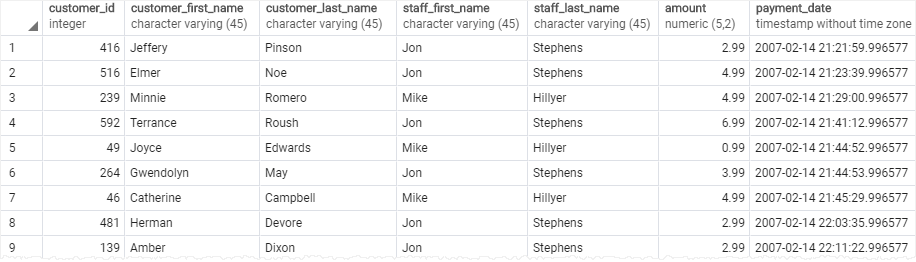 customer_id customer_first_name customer_last_name staff_first_name staff_last_name amount payment_date
integer character varying (45) character varying (45) character varying (45) character varying (45) numeric (5,2) timestamp without time zone
1 416 Jeffery Pinson Jon Stephens 2.99 2007-02-14 21:21:59.996577
2 516 Elmer Noe Jon Stephens 4.99 2007-02-14 21:23:39.996577
3 239 Minnie Romero Mike Hillyer 4.99 2007-02-14 21:29:00.996577
4 592 Terrance Roush Jon Stephens 6.99 2007-02-14 21:41:12.996577
5 49 Joyce Edwards Mike Hillyer 0.99 2007-02-14 21:44:52.996577
6 264 Gwendolyn May Jon Stephens 3.99 2007-02-14 21:44:53.996577
7 46 Catherine Campbell Mike Hillyer 4.99 2007-02-14 21:45:29.996577
8 481 Herman Devore Jon Stephens 2.99 2007-02-14 22:03:35.996577
9 139 Amber Dixon Jon Stephens 2.99 2007-02-14 22:11:22.996577